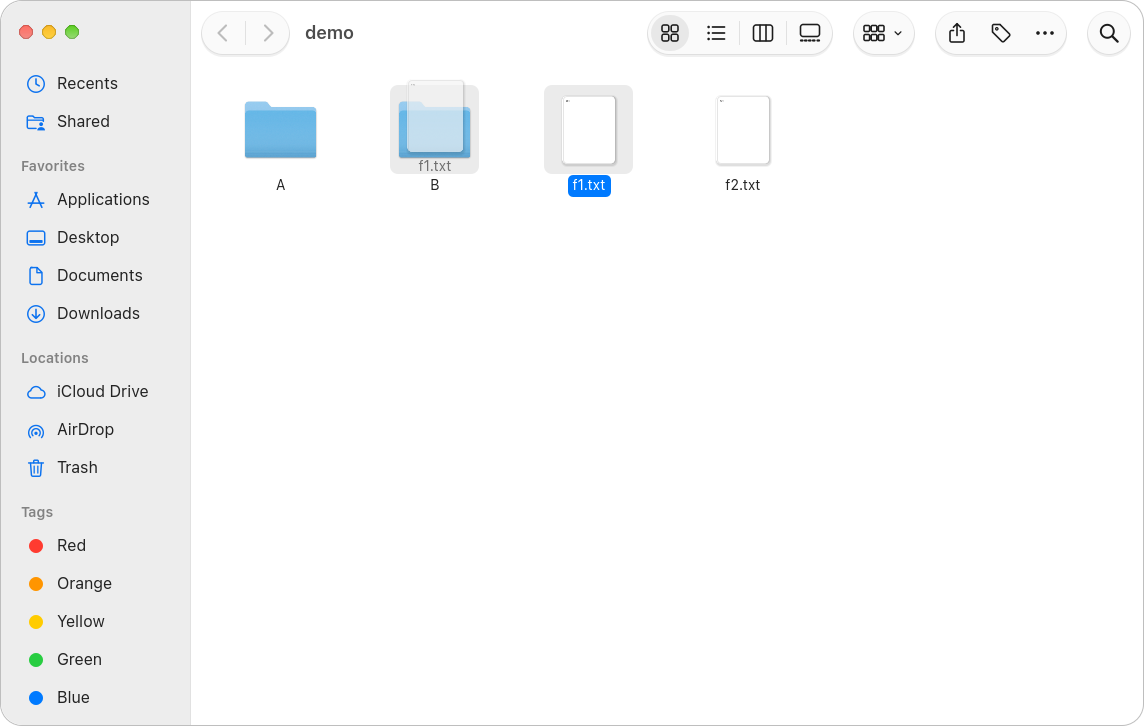 demo
Recents
Shared
Favorites
Applications
Desktop
Documents
Downloads
Locations
iCloud Drive
AirDrop
Trash
Tags
Red
Orange
Yellow
Green
Blue
f1.txt
A
B
f1.txt
f2.txt